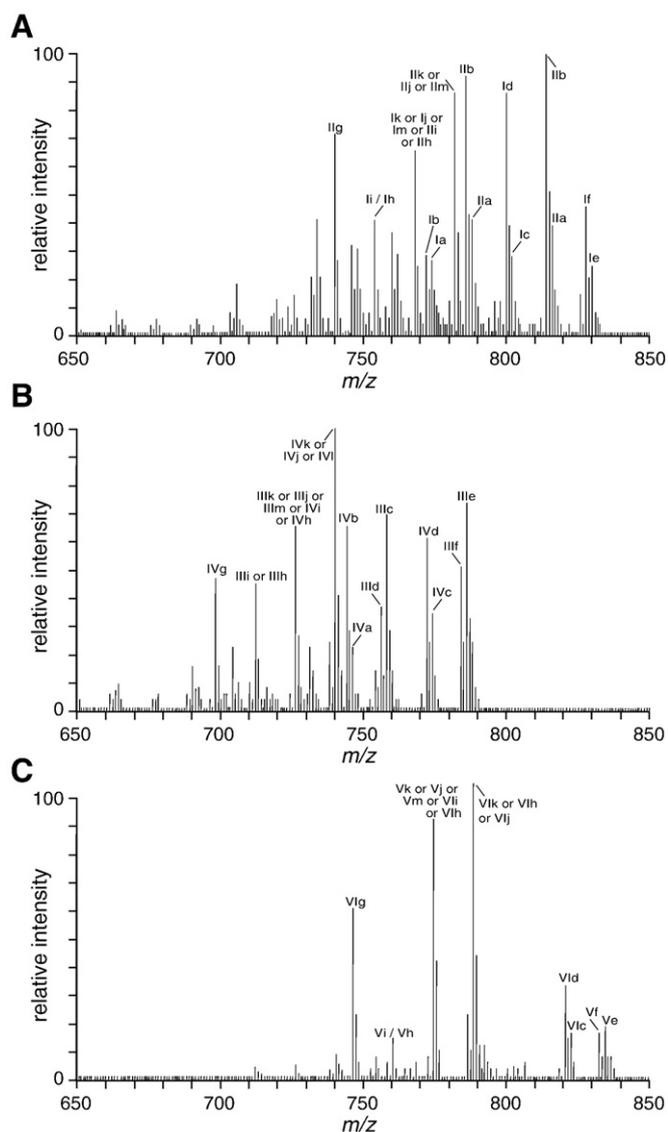 A
100
IIk or
IIj or IIm
IIb
Id
IIb
IIg
Ik or Ij or
Im or IIi
or IIh
Ii / Ih
Ib
Ia
IIa
Ic
IIa
If
Ie
relative intensity
0
650 700 750 800 850
m/z
B
100
IVk or
IVj or IVl
IIIk or IIIj or
IIIm or IVi
or IVh
IVb
IIIc
IIIe
IVd
IIIf
IVg
IIIi or IIIh
IIId
IVc
IVa
relative intensity
0
650 700 750 800 850
m/z
C
100
Vk or Vj or
Vm or VIi
or VIh
VIk or VIh
or VIj
VIg
Vi / Vh
VId
VIc
Vf
Ve
relative intensity
0
650 700 750 800 850
m/z